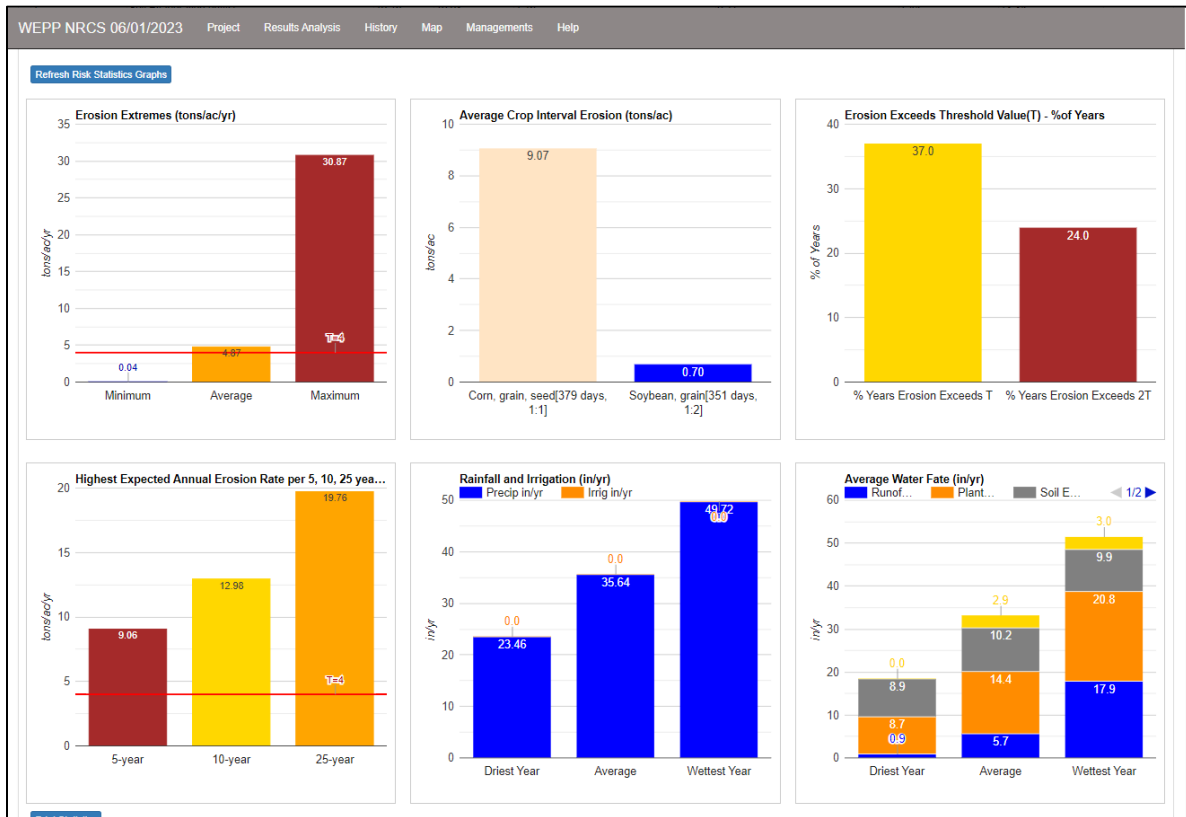 WEPP NRCS 06/01/2023 Project Results Analysis History Map Managements Help
Refresh Risk Statistics Graphs
Erosion Extremes (tons/ac/yr)
35
30
25
20
15
10
5
0
tons/ac/yr
0.04
4.87
30.87
T=4
Minimum Average Maximum
Average Crop Interval Erosion (tons/ac)
10
8
6
4
2
0
tons/ac
9.07
0.70
Corn, grain, seed[379 days,
1:1]
Soybean, grain[351 days,
1:2]
Erosion Exceeds Threshold Value(T) - %of Years
40
30
20
10
0
% of Years
37.0
24.0
% Years Erosion Exceeds T % Years Erosion Exceeds 2T
Highest Expected Annual Erosion Rate per 5, 10, 25 yea...
20
15
10
5
0
tons/ac/yr
9.06
12.98
19.76
T=4
5-year 10-year 25-year
Rainfall and Irrigation (in/yr)
Precip in/yr Irrig in/yr
50
40
30
20
10
0
in/yr
0.0
23.46
0.0
35.64
49.72
0.0
Driest Year Average Wettest Year
Average Water Fate (in/yr)
Runof... Plant... Soil E... 1/2
60
50
40
30
20
10
0
in/yr
0.0
8.9
8.7
0.9
2.9
10.2
14.4
5.7
3.0
9.9
20.8
17.9
Driest Year Average Wettest Year